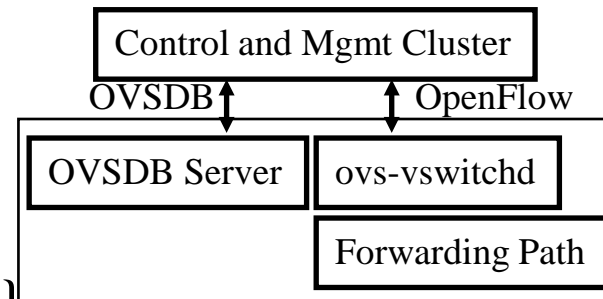 Control and Mgmt Cluster
OVSDB OpenFlow
OVSDB Server ovs-vswitchd
Forwarding Path
}